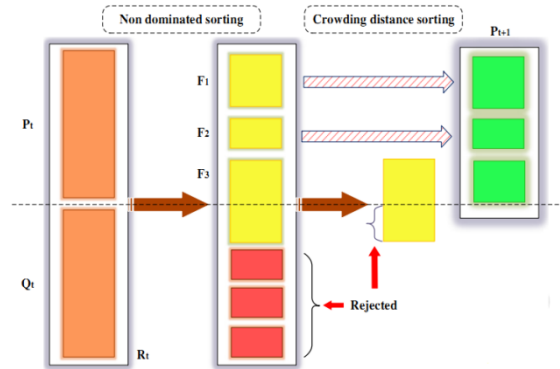 Non dominated sorting
Crowding distance sorting
Pt+1
Pt
Qt
Rt
F1
F2
F3
Rejected